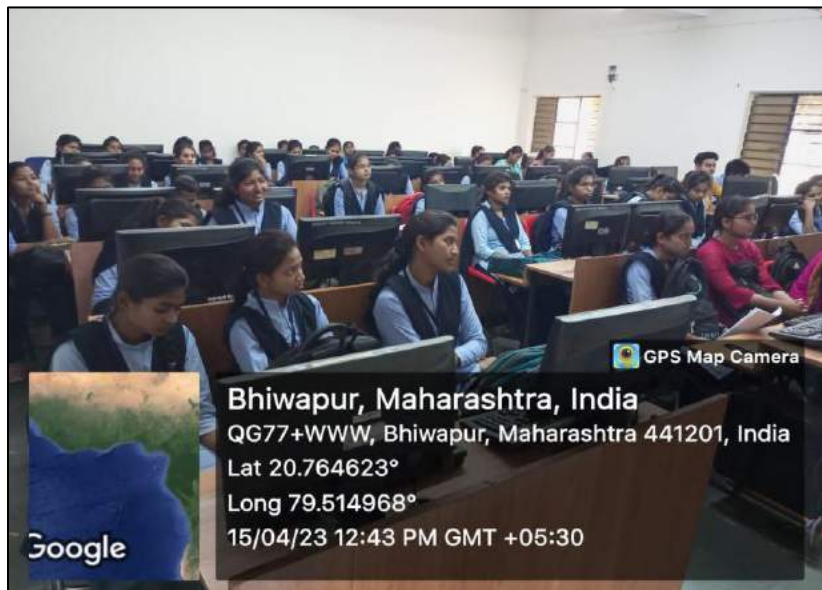 GPS Map Camera
Bhiwapur, Maharashtra, India
QG77+WWW, Bhiwapur, Maharashtra 441201, India
Lat 20.764623°
Long 79.514968°
15/04/23 12:43 PM GMT +05:30
Google